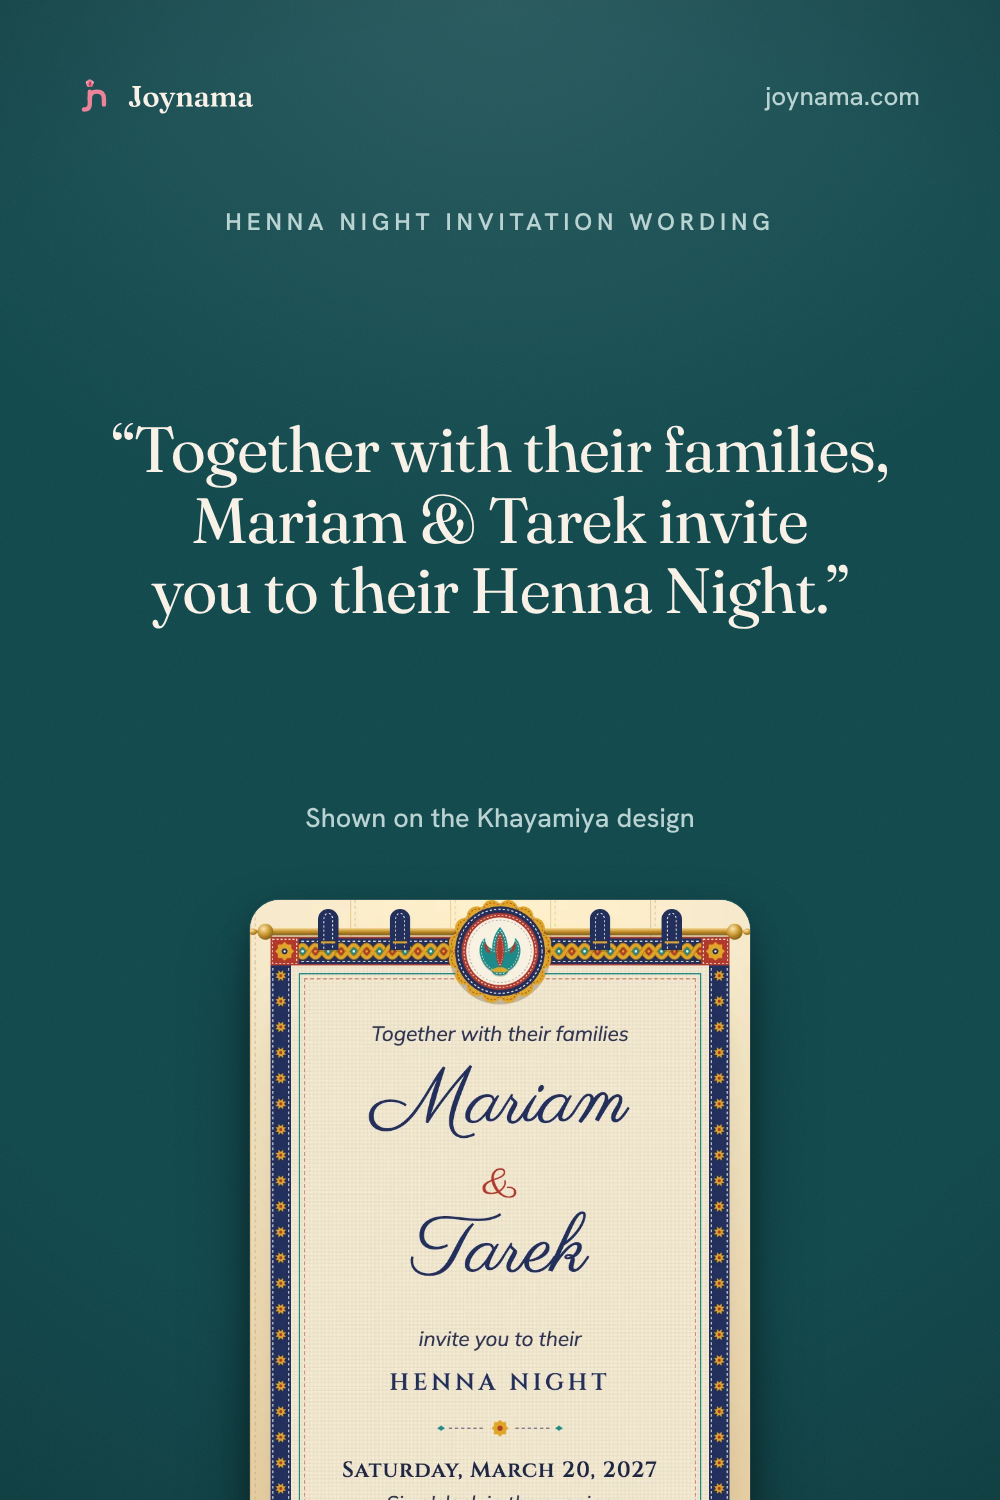 Joynama
joynama.com
HENNA NIGHT INVITATION WORDING
“Together with their families,
Mariam & Tarek invite
you to their Henna Night.”
Shown on the Khayamiya design
Together with their families
Mariam
&
Tarek
invite you to their
HENNA NIGHT
Saturday, March 20, 2027